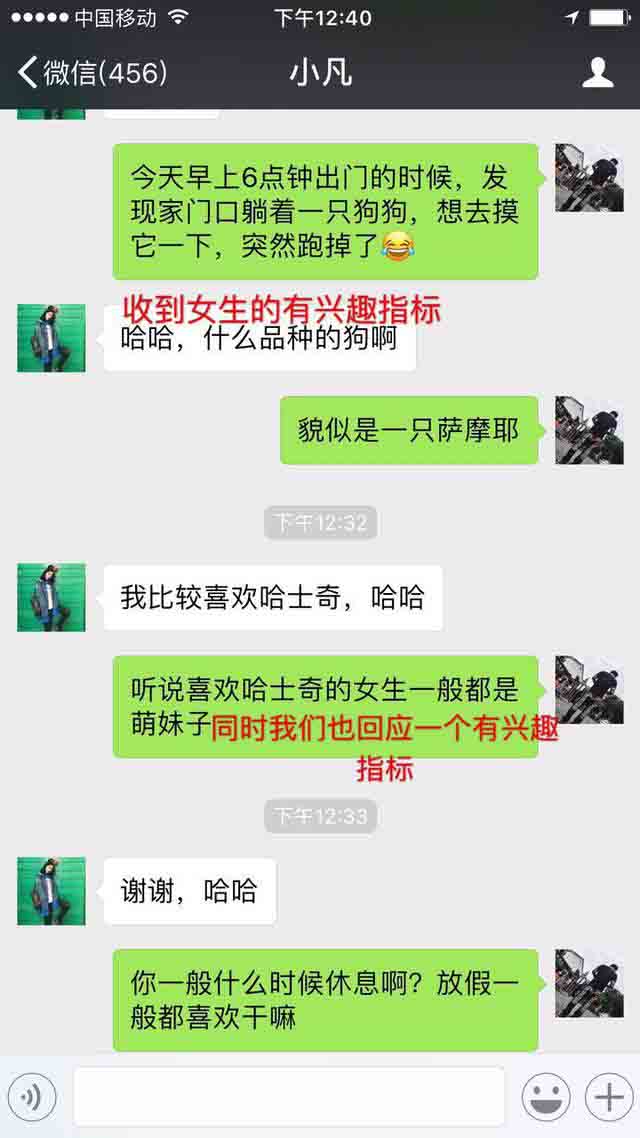 中国移动 下午12:40
微信(456) 小凡
今天早上6点钟出门的时候，发
现家门口躺着一只狗狗，想去摸
它一下，突然跑掉了😂
收到女生的有兴趣指标
哈哈，什么品种的狗啊
貌似是一只萨摩耶
下午12:32
我比较喜欢哈士奇，哈哈
听说喜欢哈士奇的女生一般都是
萌妹子
同时我们也回应一个有兴趣
指标
下午12:33
谢谢，哈哈
你一般什么时候休息啊？放假一
般都喜欢干嘛